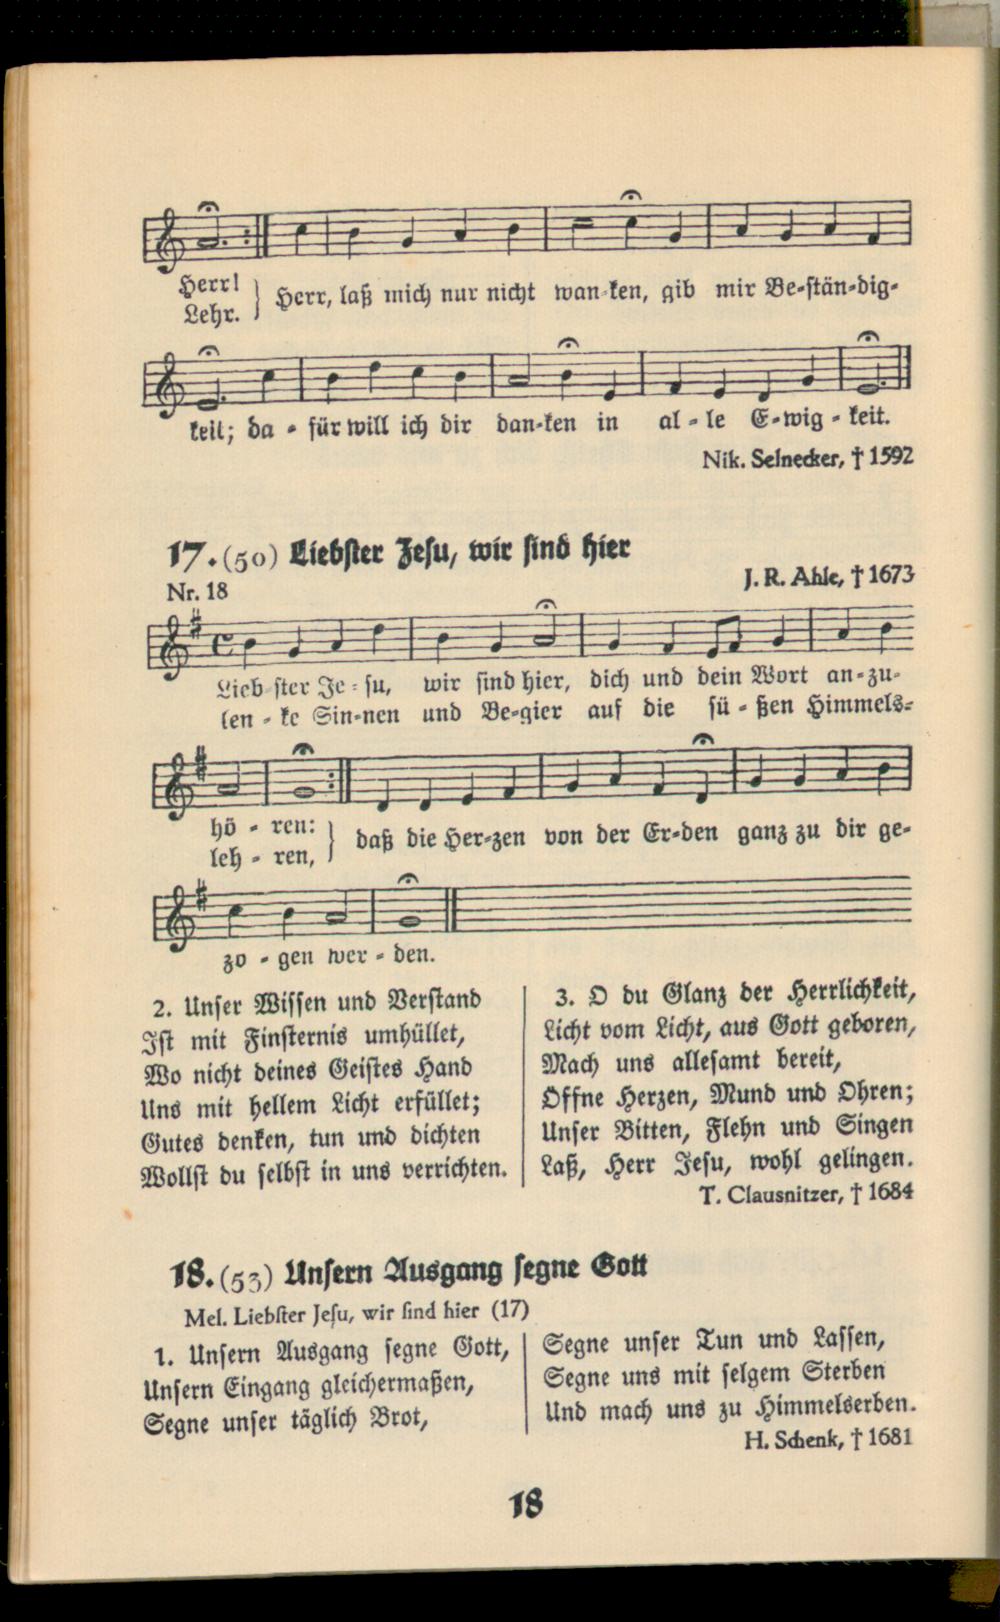 Herr!
Lehr.
Herr, laß mich nur nicht wan-ken, gib mir Be-stän-dig-
keit; da - für will ich dir dan-ken in al - le E-wig - keit.
Nik. Selnecker, † 1592
17. (50) Liebster Jesu, wir sind hier
Nr. 18
J. R. Ahle, † 1673
Lieb-ster Je - su, wir sind hier, dich und dein Wort an-zu-
len - ke Sin-nen und Be-gier auf die sü - ßen Himmels-
hö - ren:
leh - ren,
daß die Her-zen von der Er-den ganz zu dir ge-
zo - gen wer - den.
2. Unser Wissen und Verstand
Ist mit Finsternis umhüllet,
Wo nicht deines Geistes Hand
Uns mit hellem Licht erfüllet;
Gutes denken, tun und dichten
Wollst du selbst in uns verrichten.
3. O du Glanz der Herrlichkeit,
Licht vom Licht, aus Gott geboren,
Mach uns allesamt bereit,
Öffne Herzen, Mund und Ohren;
Unser Bitten, Flehn und Singen
Laß, Herr Jesu, wohl gelingen.
T. Clausnitzer, † 1684
18. (53) Unsern Ausgang segne Gott
Mel. Liebster Jesu, wir sind hier (17)
1. Unsern Ausgang segne Gott,
Unsern Eingang gleichermaßen,
Segne unser täglich Brot,
Segne unser Tun und Lassen,
Segne uns mit selgem Sterben
Und mach uns zu Himmelserben.
H. Schenk, † 1681
18